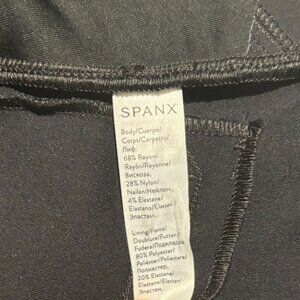 SPANX
Body/Cuerpo/
Corps/Corpetto/
Лиф:
68% Rayon/
Rayón/Rayonne/
Вискоза,
28% Nylon/
Nailon/Нейлон,
4% Elastane/
Elastano/Elastan/
Эластан.
Lining/Forro/
Doublure/Futter/
Fodera/Подкладка:
80% Polyester/
Poliéster/Poliestere/
Полиэстер,
20% Elastane/
Elastano/Elastan/
Эластан.